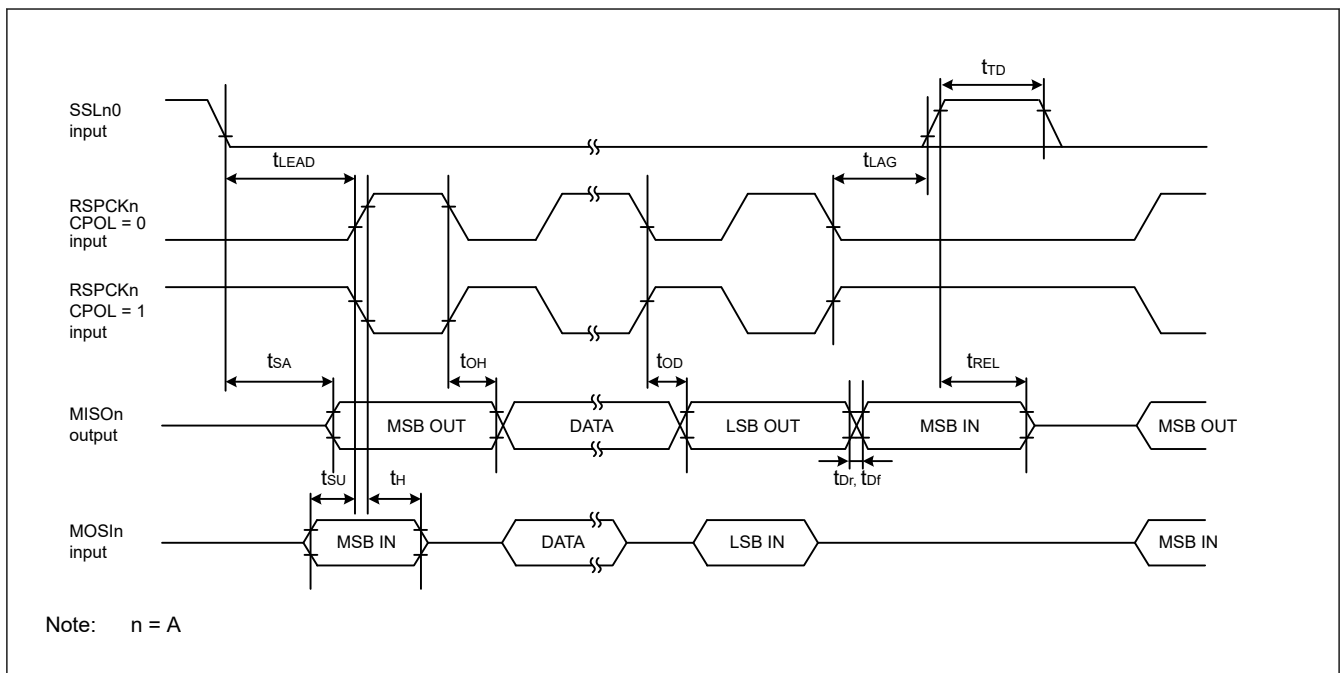 tTD
SSLn0
input
tLEAD
tLAG
RSPCKn
CPOL = 0
input
RSPCKn
CPOL = 1
input
tSA
tOH
tOD
tREL
MISOn
output
MSB OUT
DATA
LSB OUT
MSB IN
MSB OUT
tSU
tH
tDr, tDf
MOSIn
input
MSB IN
DATA
LSB IN
MSB IN
Note: n = A